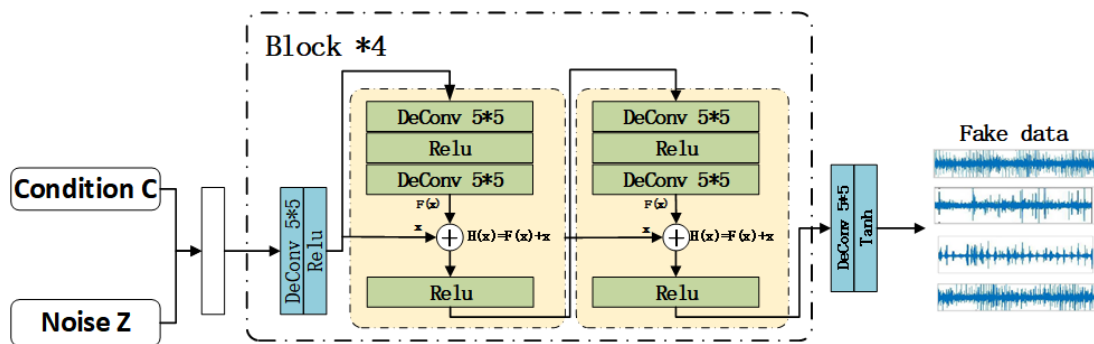 Block *4
Condition C
Noise Z
DeConv 5*5
Relu
DeConv 5*5
Relu
DeConv 5*5
F(x)
x
H(x)=F(x)+x
Relu
DeConv 5*5
Relu
DeConv 5*5
F(x)
x
H(x)=F(x)+x
Relu
DeConv 5*5
Tanh
Fake data